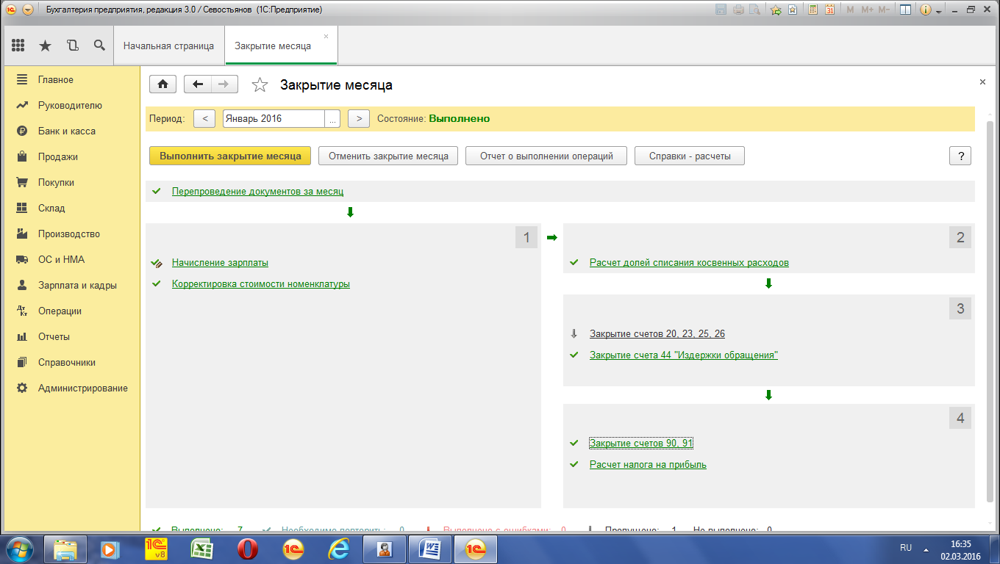 Бухгалтерия предприятия, редакция 3.0 / Севостьянов (1С:Предприятие)
M M+ M-
Начальная страница
Закрытие месяца
Главное
Руководителю
Банк и касса
Продажи
Покупки
Склад
Производство
ОС и НМА
Зарплата и кадры
Операции
Отчеты
Справочники
Администрирование
Закрытие месяца
Период: < Январь 2016 ... > Состояние: Выполнено
Выполнить закрытие месяца Отменить закрытие месяца Отчет о выполнении операций Справки - расчеты ?
Перепроведение документов за месяц
1
Начисление зарплаты
Корректировка стоимости номенклатуры
2
Расчет долей списания косвенных расходов
3
Закрытие счетов 20, 23, 25, 26
Закрытие счета 44 "Издержки обращения"
4
Закрытие счетов 90, 91
Расчет налога на прибыль
Выполнено: 7 Необходимо повторить: 0 Выполнено с ошибками: 0 Пропущено: 1 Не выполнено: 0
RU
16:35
02.03.2016